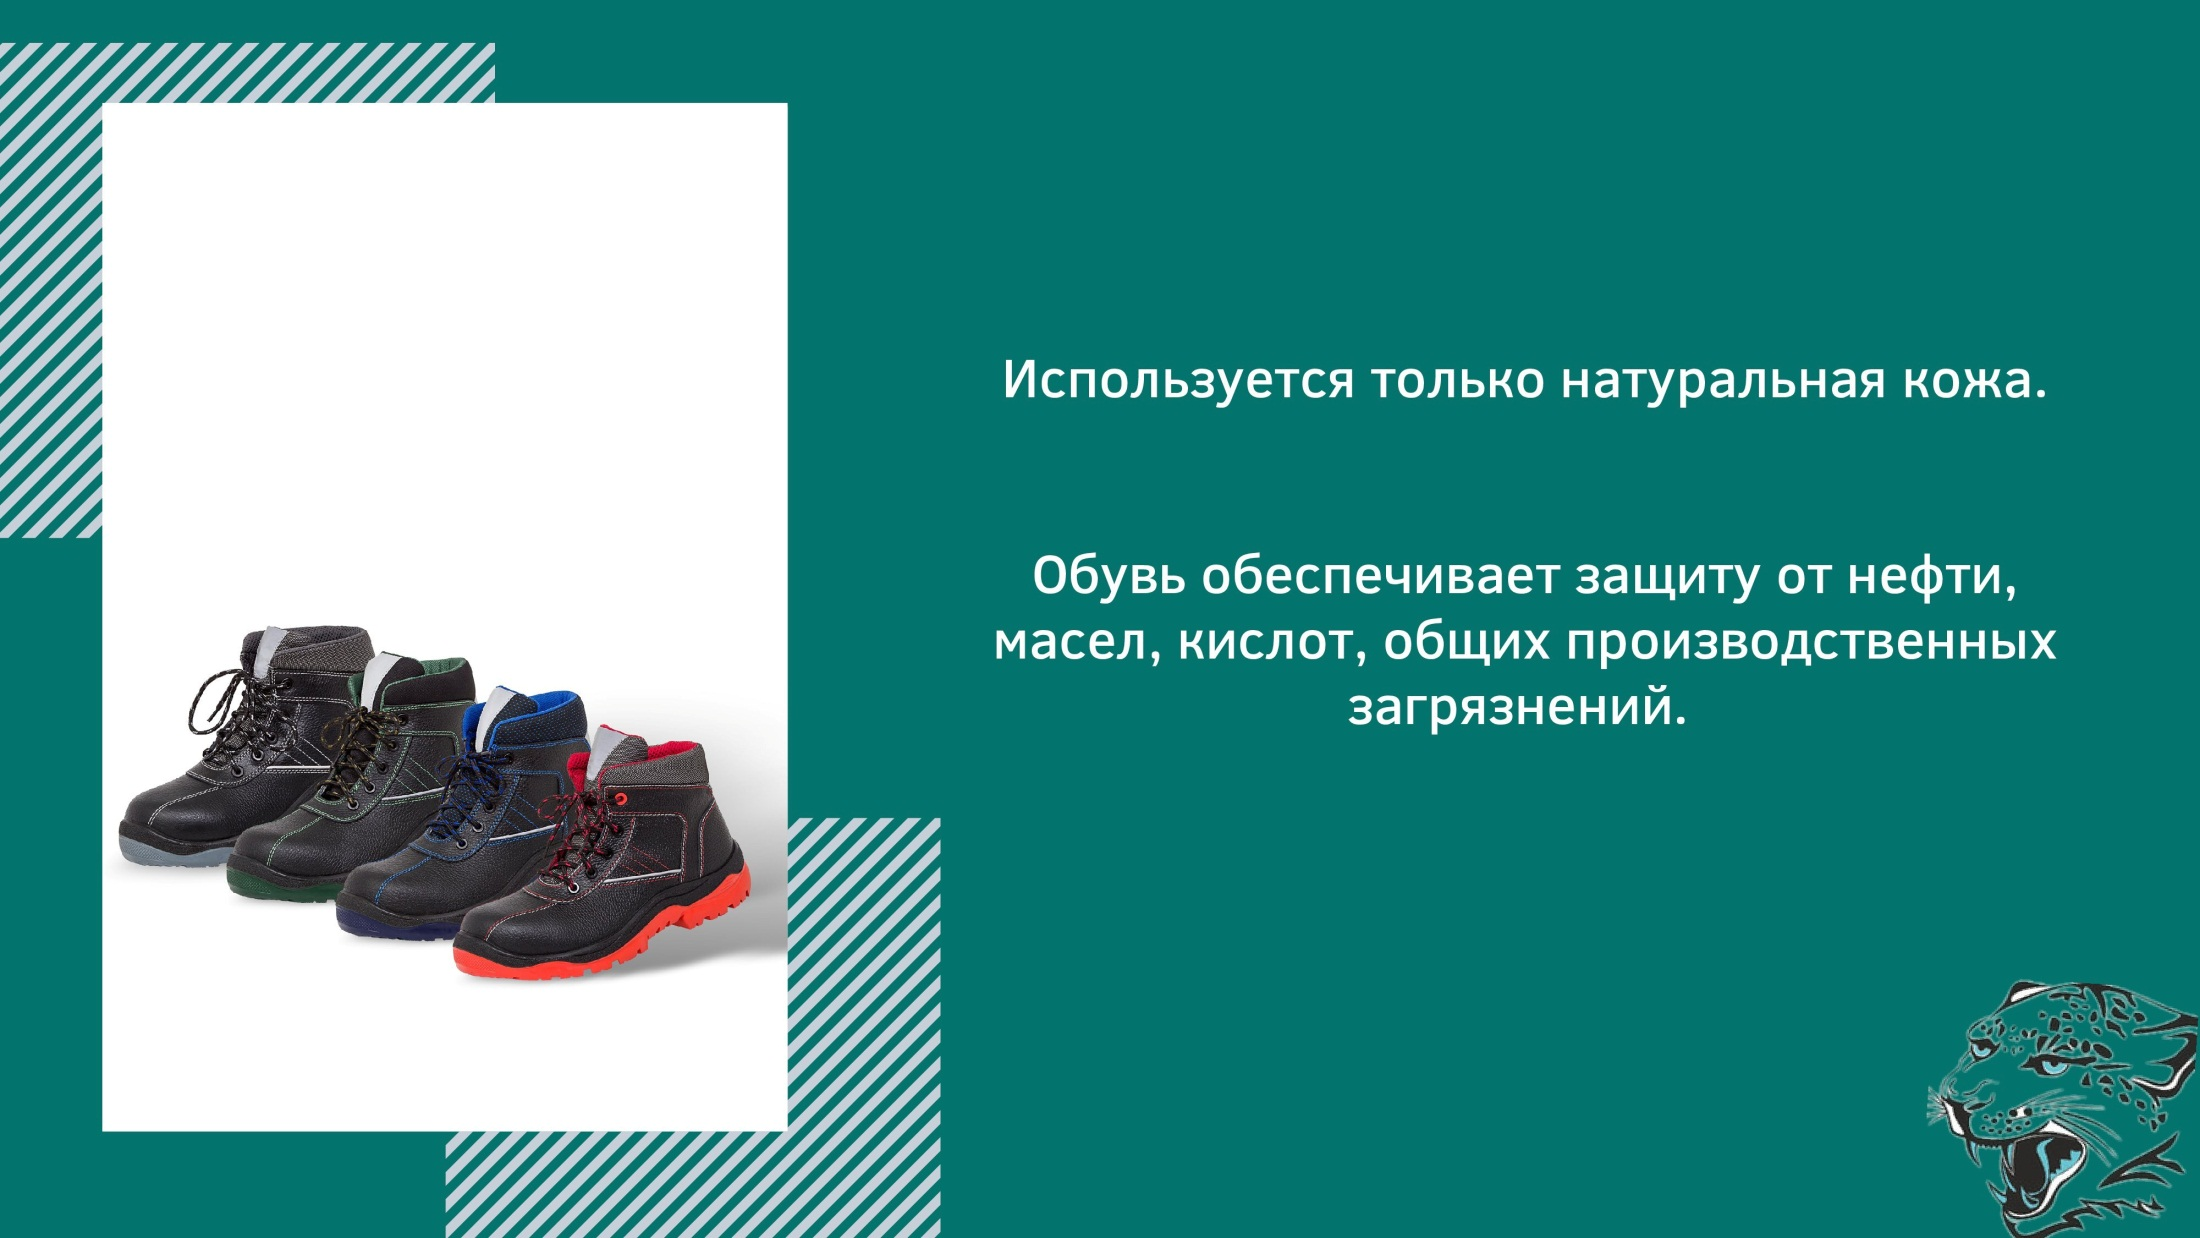 Используется только натуральная кожа.
Обувь обеспечивает защиту от нефти,
масел, кислот, общих производственных
загрязнений.